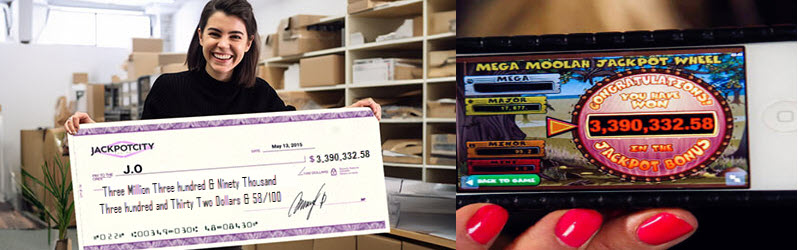 JACKPOTCITY
DATE May 13, 2015
J.O
$ 3,390,332.58
Three Million Three hundred & Ninety Thousand
Three hundred and Thirty Two Dollars & 58/100
MEGA MOOLAH JACKPOT WHEEL
MEGA
MAJOR
MINOR
MINI
CONGRATULATIONS!
YOU HAVE
WON
3,390,332.58
IN THE
JACKPOT BONUS
BACK TO GAME